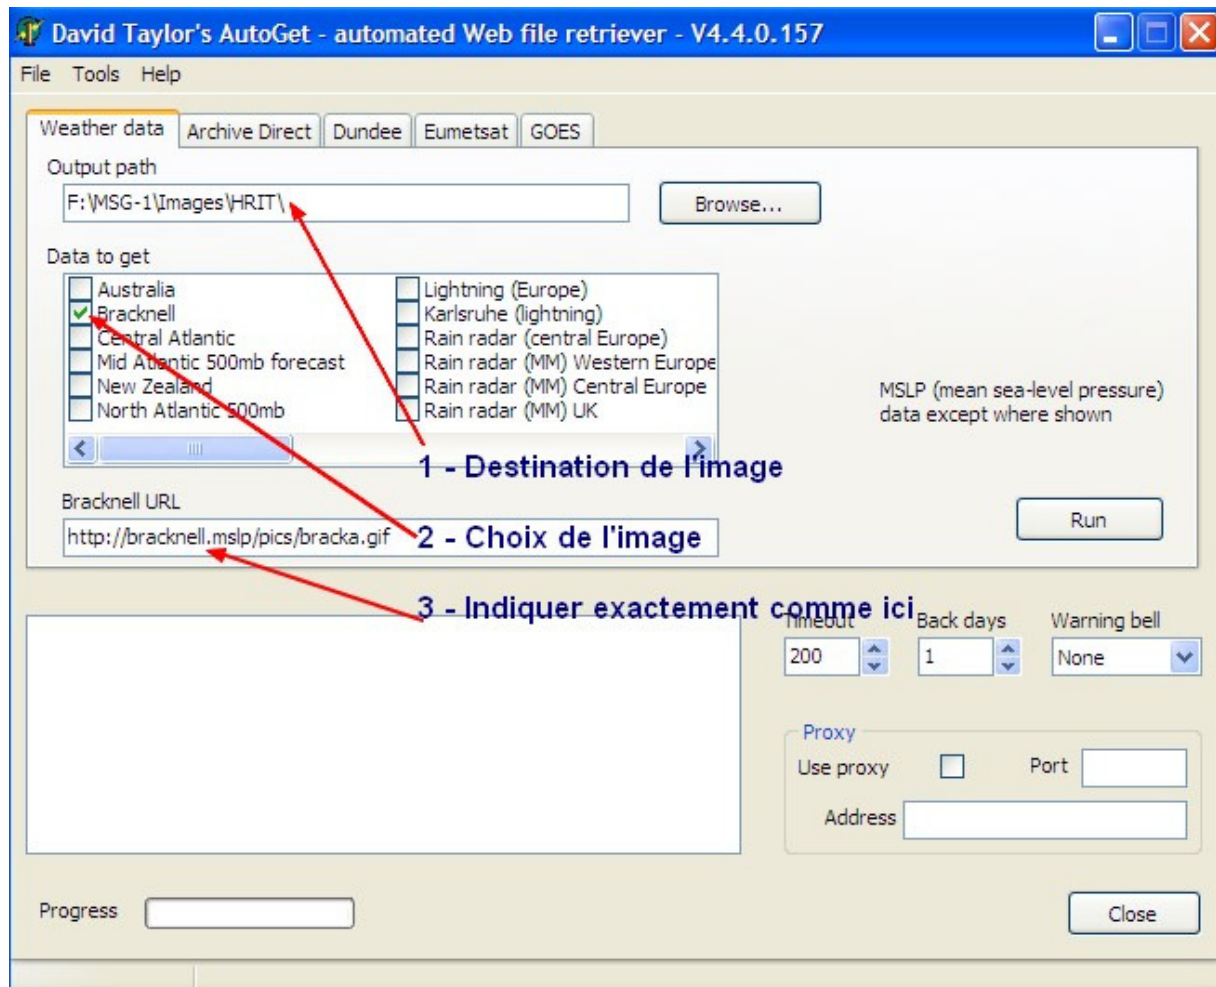 David Taylor's AutoGet - automated Web file retriever - V4.4.0.157
File Tools Help
Weather data Archive Direct Dundee Eumetsat GOES
Output path
F:\MSG-1\Images\HRIT\ Browse...
Data to get
Australia Lightning (Europe)
Bracknell Karlsruhe (lightning)
Central Atlantic Rain radar (central Europe)
Mid Atlantic 500mb forecast Rain radar (MM) Western Europe
New Zealand Rain radar (MM) Central Europe
North Atlantic 500mb Rain radar (MM) UK
MSLP (mean sea-level pressure)
data except where shown
1 - Destination de l'image
Bracknell URL
http://bracknell.mslp/pics/bracka.gif
2 - Choix de l'image
Run
3 - Indiquer exactement comme ici
Timeout Back days Warning bell
200 1 None
Proxy
Use proxy Port
Address
Progress Close